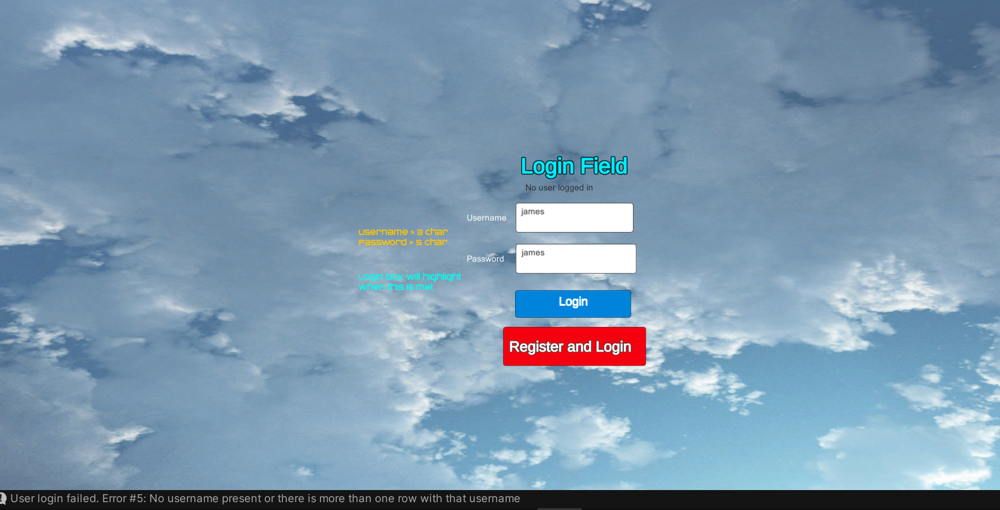 Login Field
No user logged in
Username
james
Username > 3 char
Password > 5 char
Password
james
Login box will highlight
when this is met
Login
Register and Login
User login failed. Error #5: No username present or there is more than one row with that username